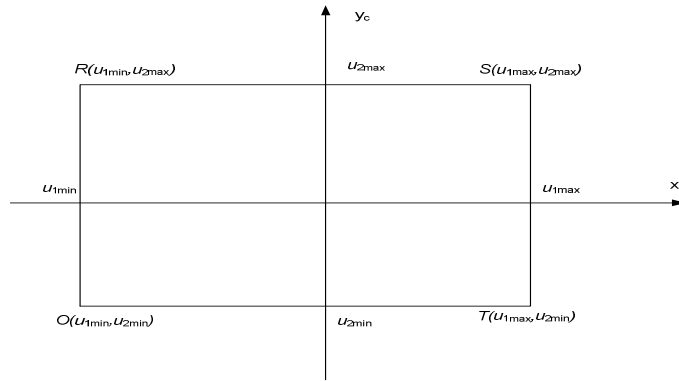 yc
R(u1min,u2max)
u2max
S(u1max,u2max)
u1min
u1max
x
O(u1min,u2min)
u2min
T(u1max,u2min)